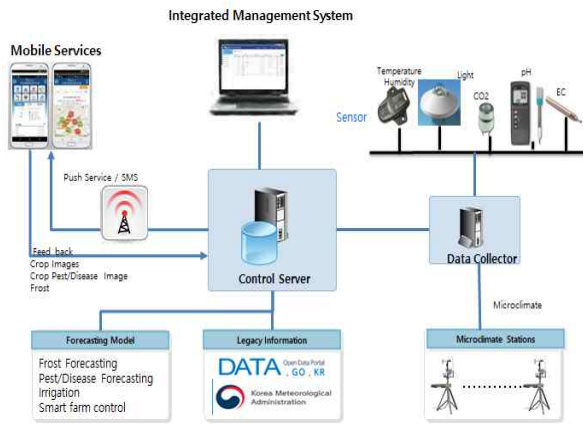 Integrated Management System
Mobile Services
Temperature
Humidity
Light
CO2
pH
EC
Sensor
Push Service / SMS
Feed back
Crop Images
Crop Pest/Disease Image
Frost
Control Server
Data Collector
Microclimate
Forecasting Model
Frost Forecasting
Pest/Disease Forecasting
Irrigation
Smart farm control
Legacy Information
DATA Open Data Portal
. GO . KR
Korea Meteorological
Administration
Microclimate Stations